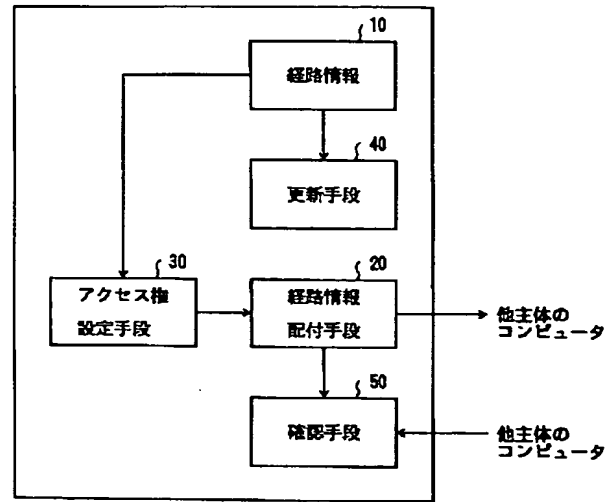 10
経路情報
40
更新手段
30
アクセス権
設定手段
20
経路情報
配付手段
他主体の
コンピュータ
50
確認手段
他主体の
コンピュータ